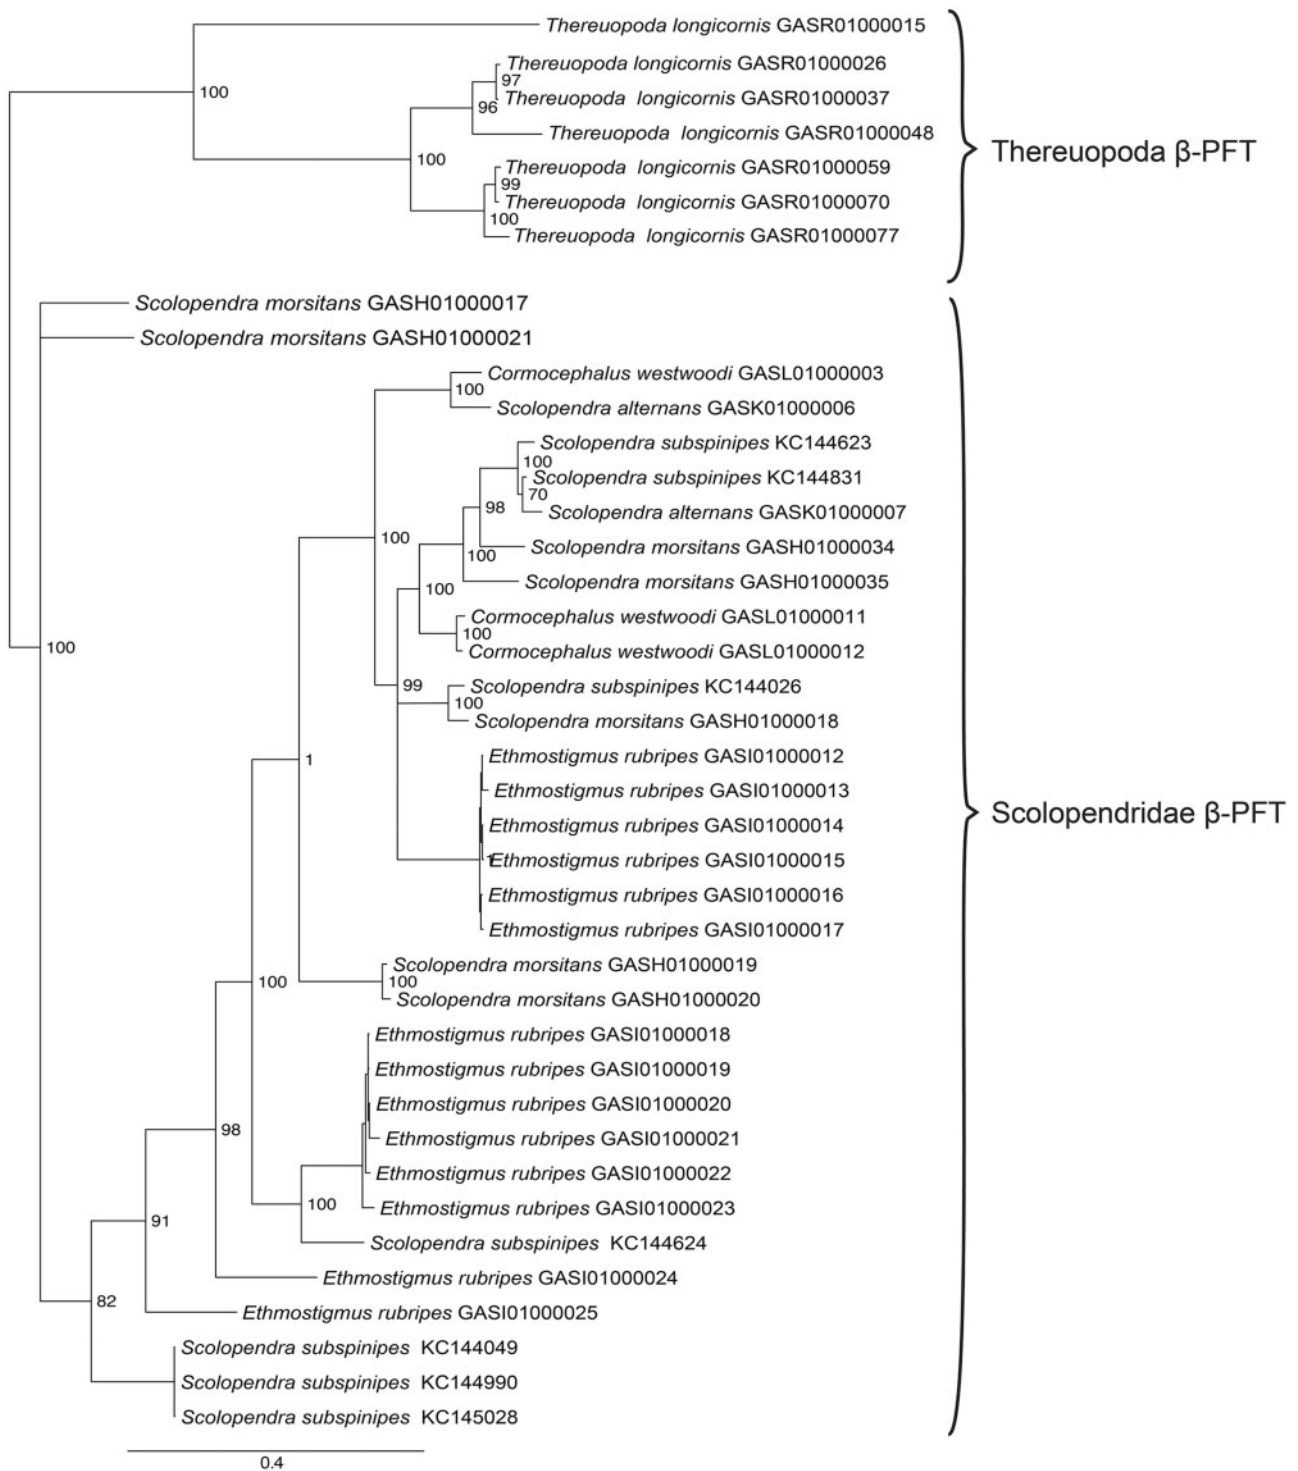 Thereuopoda longicornis GASR01000015
Thereuopoda longicornis GASR01000026
97
Thereuopoda longicornis GASR01000037
100
96
Thereuopoda longicornis GASR01000048
Thereuopoda β-PFT
100
Thereuopoda longicornis GASR01000059
99
Thereuopoda longicornis GASR01000070
100
Thereuopoda longicornis GASR01000077
Scolopendra morsitans GASH01000017
Scolopendra morsitans GASH01000021
Cormocephalus westwoodi GASL01000003
100
Scolopendra alternans GASK01000006
Scolopendra subspinipes KC144623
100
Scolopendra subspinipes KC144831
70
98
Scolopendra alternans GASK01000007
100
Scolopendra morsitans GASH01000034
100
Scolopendra morsitans GASH01000035
100
Cormocephalus westwoodi GASL01000011
100
Cormocephalus westwoodi GASL01000012
100
99
Scolopendra subspinipes KC144026
100
Scolopendra morsitans GASH01000018
1
Ethmostigmus rubripes GASI01000012
Ethmostigmus rubripes GASI01000013
Scolopendridae β-PFT
Ethmostigmus rubripes GASI01000014
Ethmostigmus rubripes GASI01000015
Ethmostigmus rubripes GASI01000016
Ethmostigmus rubripes GASI01000017
Scolopendra morsitans GASH01000019
100
100
Scolopendra morsitans GASH01000020
Ethmostigmus rubripes GASI01000018
Ethmostigmus rubripes GASI01000019
Ethmostigmus rubripes GASI01000020
98
Ethmostigmus rubripes GASI01000021
Ethmostigmus rubripes GASI01000022
100
Ethmostigmus rubripes GASI01000023
91
Scolopendra subspinipes KC144624
Ethmostigmus rubripes GASI01000024
82
Ethmostigmus rubripes GASI01000025
Scolopendra subspinipes KC144049
Scolopendra subspinipes KC144990
Scolopendra subspinipes KC145028
0.4